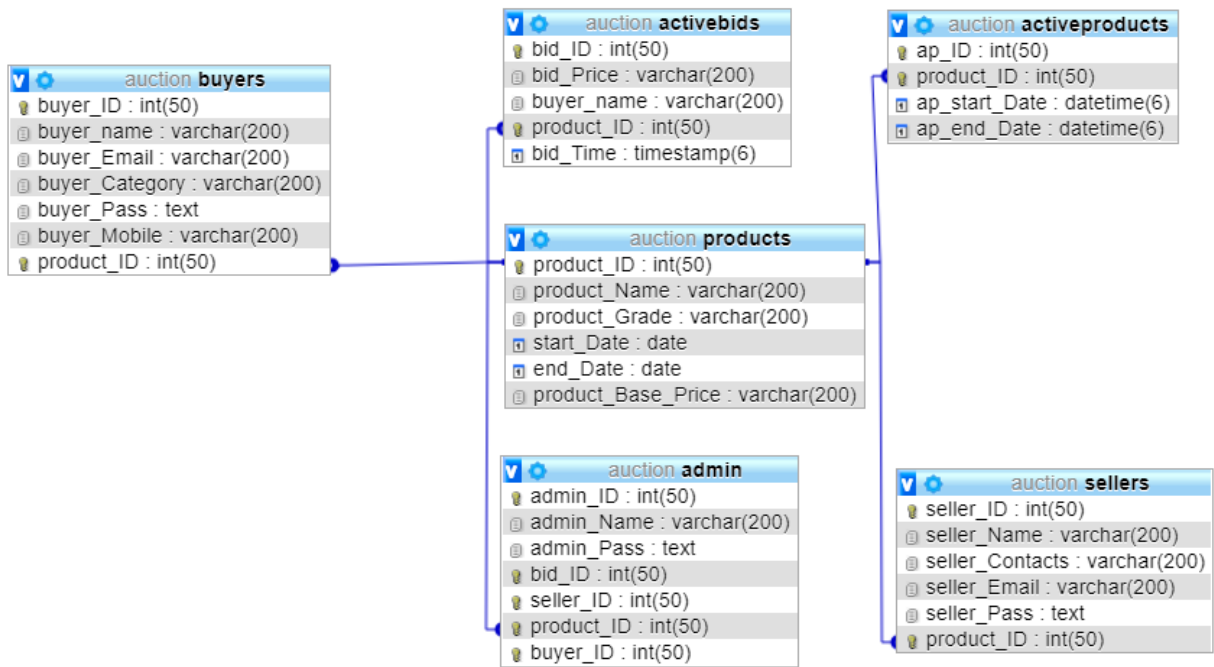 auction buyers
buyer_ID : int(50)
buyer_name : varchar(200)
buyer_Email : varchar(200)
buyer_Category : varchar(200)
buyer_Pass : text
buyer_Mobile : varchar(200)
product_ID : int(50)
auction activebids
bid_ID : int(50)
bid_Price : varchar(200)
buyer_name : varchar(200)
product_ID : int(50)
bid_Time : timestamp(6)
auction activeproducts
ap_ID : int(50)
product_ID : int(50)
ap_start_Date : datetime(6)
ap_end_Date : datetime(6)
auction products
product_ID : int(50)
product_Name : varchar(200)
product_Grade : varchar(200)
start_Date : date
end_Date : date
product_Base_Price : varchar(200)
auction admin
admin_ID : int(50)
admin_Name : varchar(200)
admin_Pass : text
bid_ID : int(50)
seller_ID : int(50)
product_ID : int(50)
buyer_ID : int(50)
auction sellers
seller_ID : int(50)
seller_Name : varchar(200)
seller_Contacts : varchar(200)
seller_Email : varchar(200)
seller_Pass : text
product_ID : int(50)